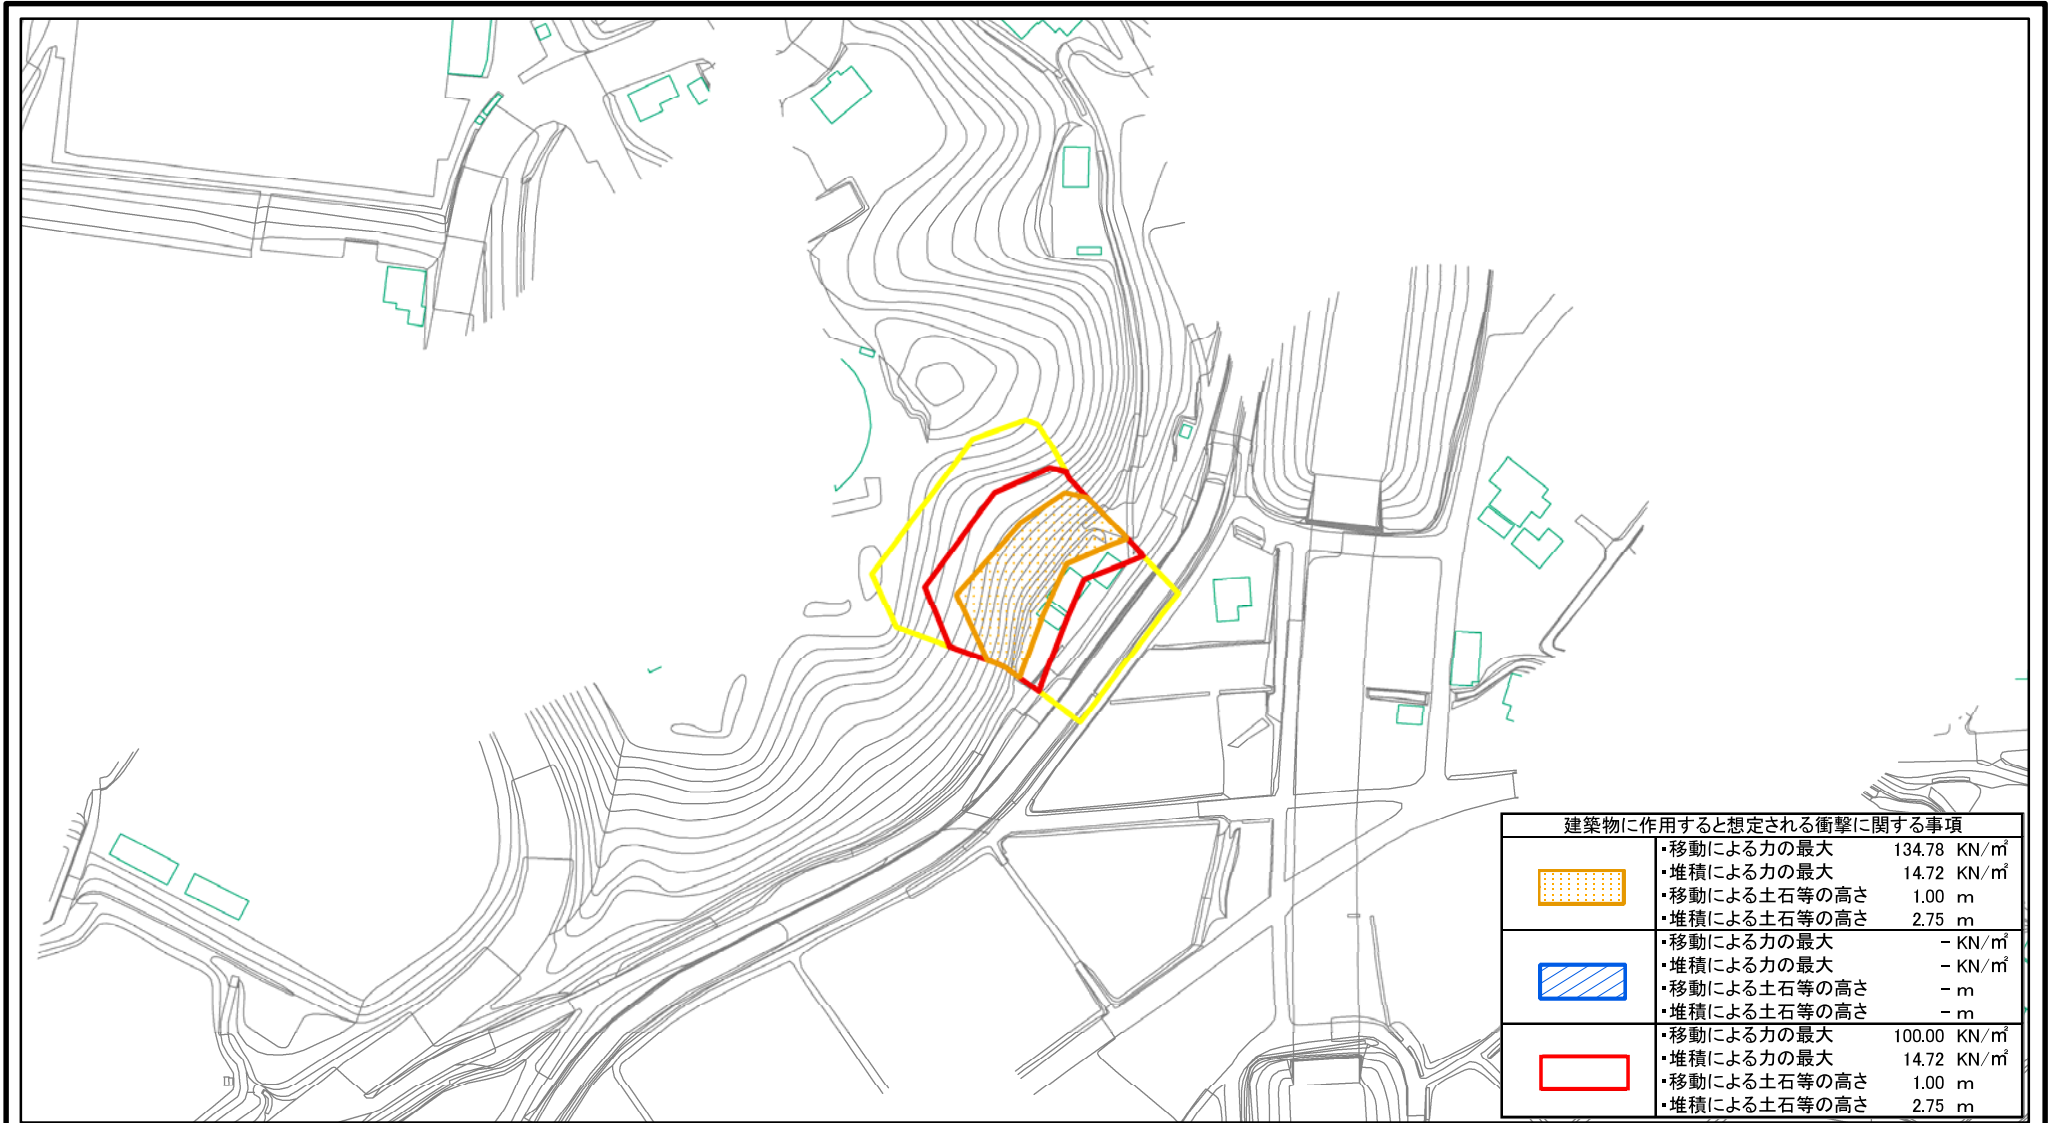 建築物に作用すると想定される衝撃に関する事項
・移動による力の最大 134.78 KN/㎡
・堆積による力の最大 14.72 KN/㎡
・移動による土石等の高さ 1.00 m
・堆積による土石等の高さ 2.75 m
・移動による力の最大 - KN/㎡
・堆積による力の最大 - KN/㎡
・移動による土石等の高さ - m
・堆積による土石等の高さ - m
・移動による力の最大 100.00 KN/㎡
・堆積による力の最大 14.72 KN/㎡
・移動による土石等の高さ 1.00 m
・堆積による土石等の高さ 2.75 m